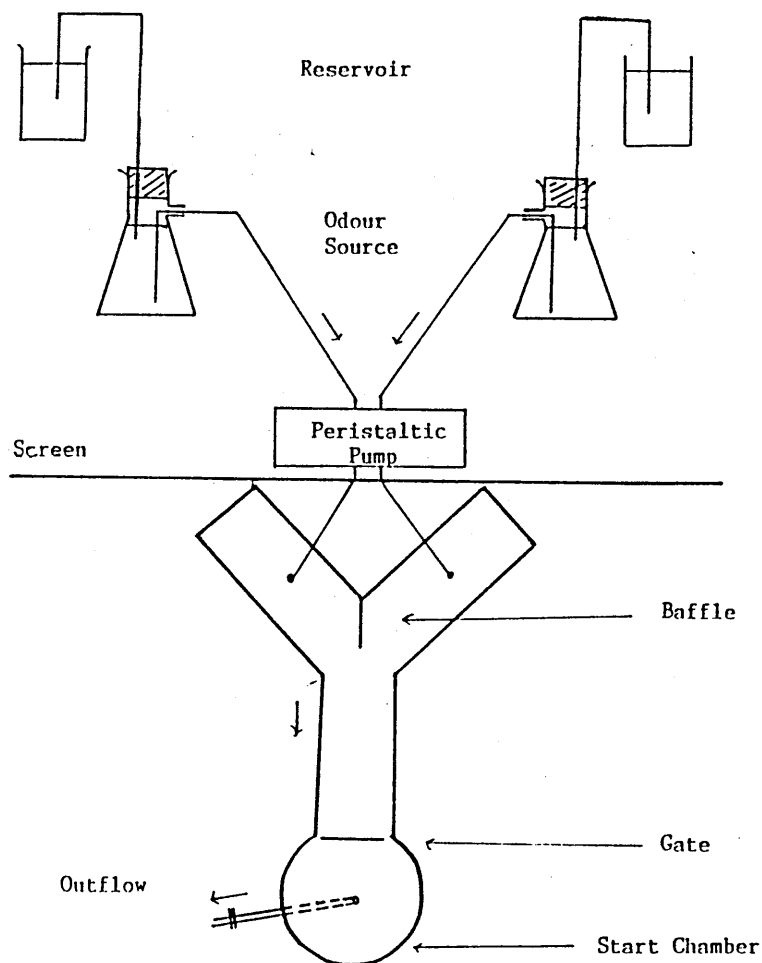 Reservoir
Odour
Source
Peristaltic
Pump
Screen
Baffle
Gate
Outflow
Start Chamber